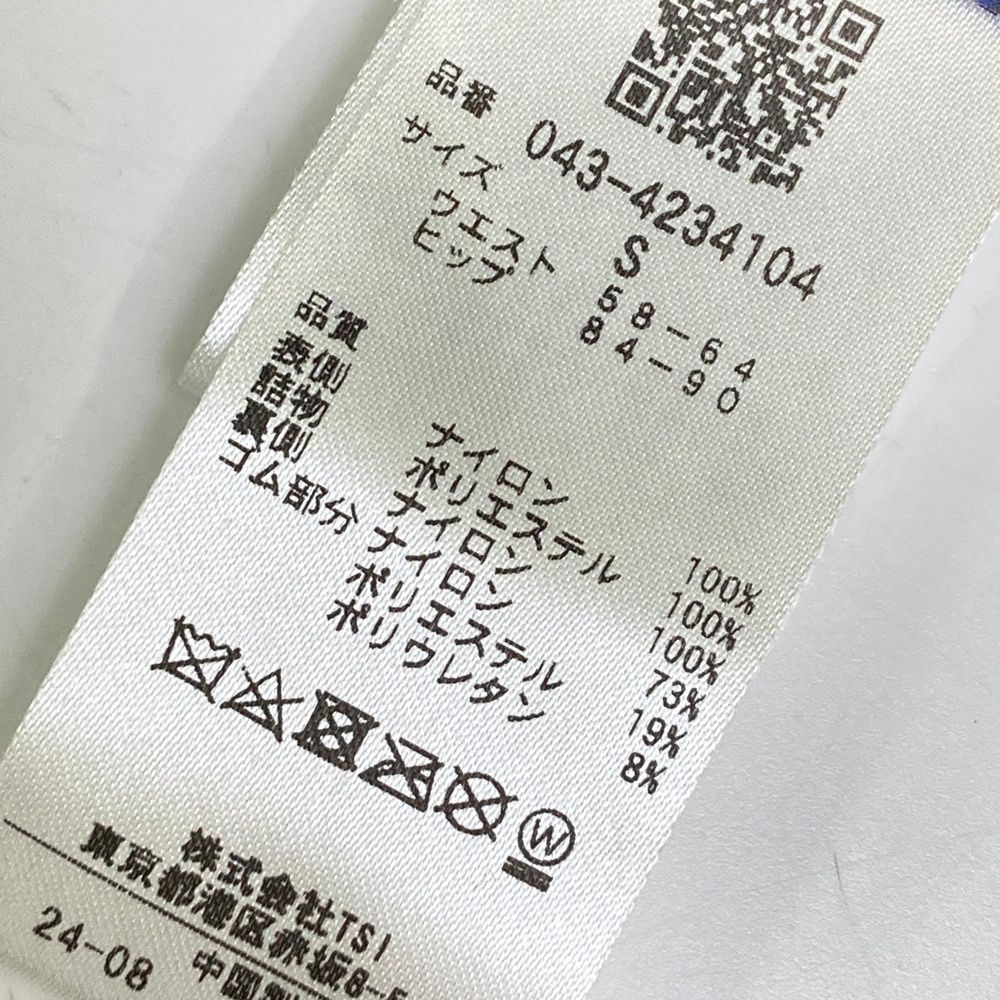 品番 043-4234104
サイズ S
ウエスト 58-64
ヒップ 84-90
品質
表側 ナイロン 100%
詰物 ポリエステル 100%
裏側 ナイロン 100%
ゴム部分 ナイロン 73%
ポリエステル 19%
ポリウレタン 8%
W
株式会社TSI
東京都港区赤坂8-5
24-08 中国製